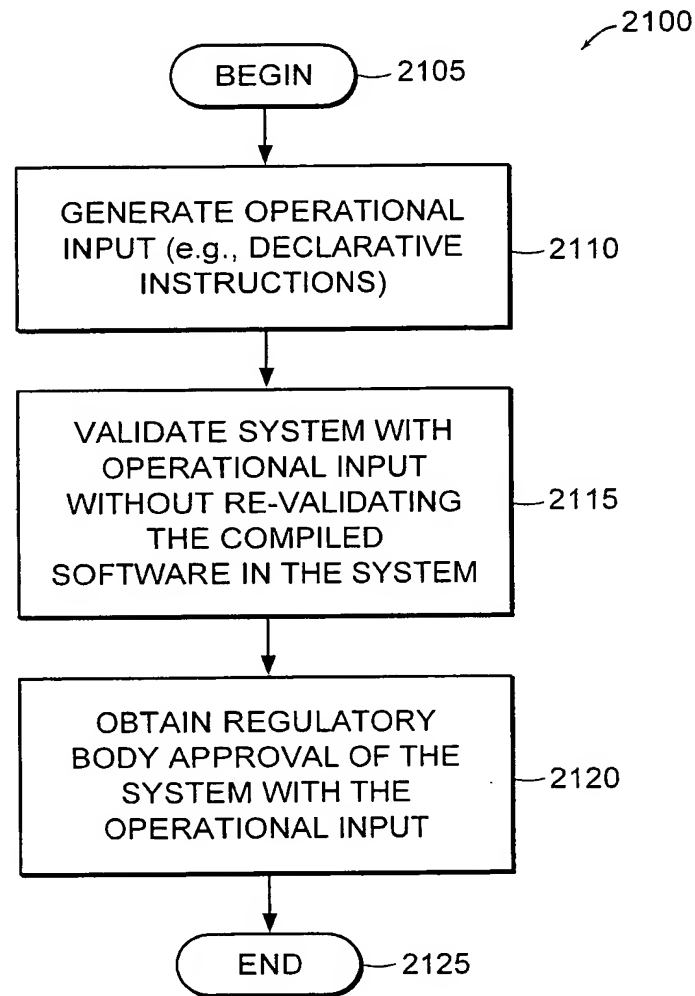 2100
BEGIN
2105
GENERATE OPERATIONAL
INPUT (e.g., DECLARATIVE
INSTRUCTIONS)
2110
VALIDATE SYSTEM WITH
OPERATIONAL INPUT
WITHOUT RE-VALIDATING
THE COMPILED
SOFTWARE IN THE SYSTEM
2115
OBTAIN REGULATORY
BODY APPROVAL OF THE
SYSTEM WITH THE
OPERATIONAL INPUT
2120
END
2125